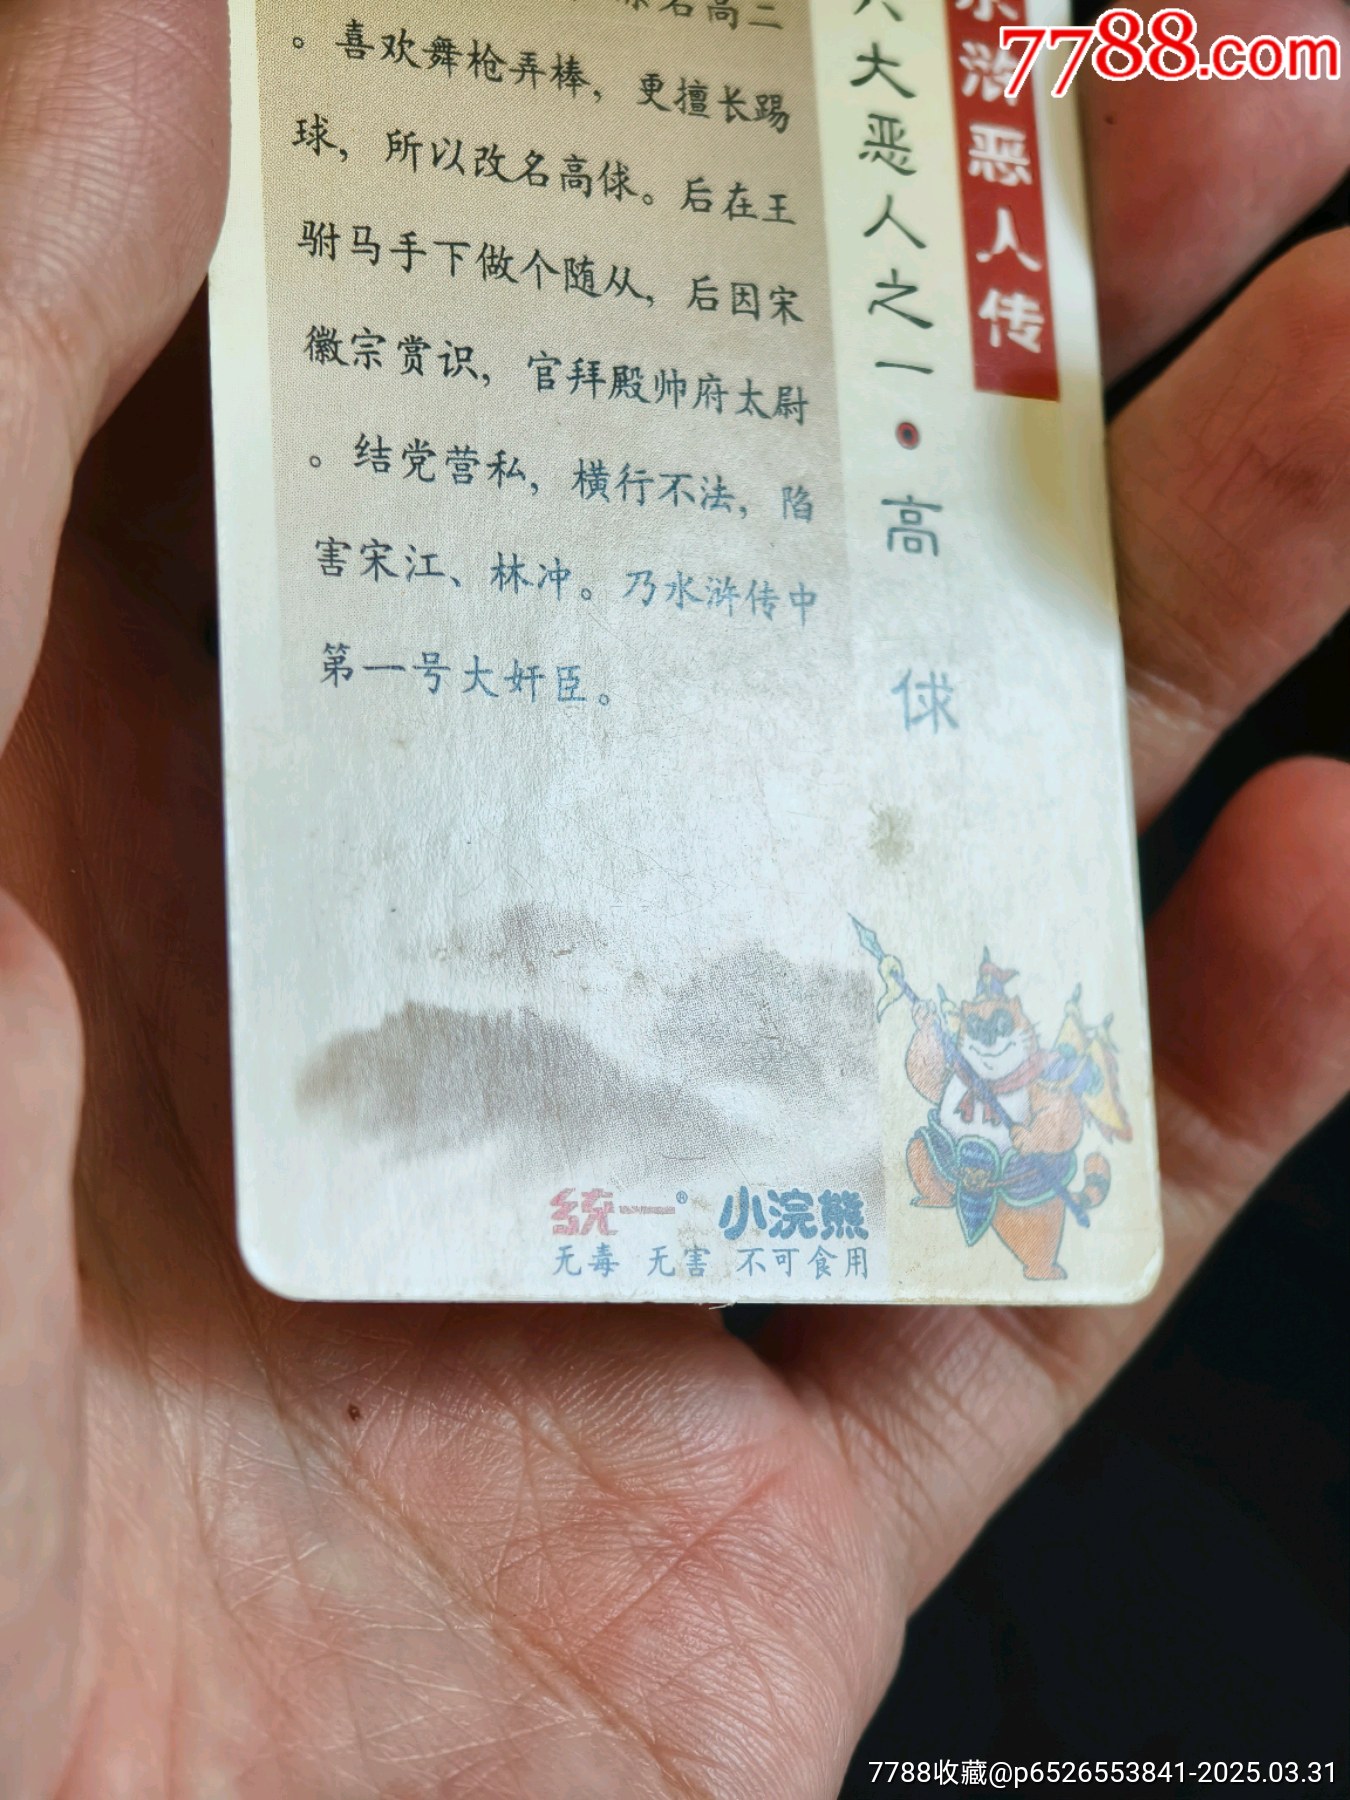 7788.com
浒恶人传
大恶人之一·高俅
名高二
。喜欢舞枪弄棒，更擅长踢
球，所以改名高俅。后在王
驸马手下做个随从，后因宋
徽宗赏识，官拜殿帅府太尉
。结党营私，横行不法，陷
害宋江、林冲。乃水浒传中
第一号大奸臣。
统一® 小浣熊
无毒 无害 不可食用
7788收藏@p6526553841-2025.03.31